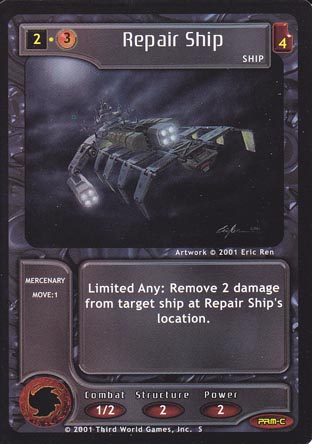 2 • 3
Repair Ship
4
SHIP
Artwork © 2001 Eric Ren
MERCENARY
MOVE:1
Limited Any: Remove 2 damage
from target ship at Repair Ship's
location.
Combat Structure Power
1/2 2 2
© 2001 Third World Games, Inc. S
PRM-C